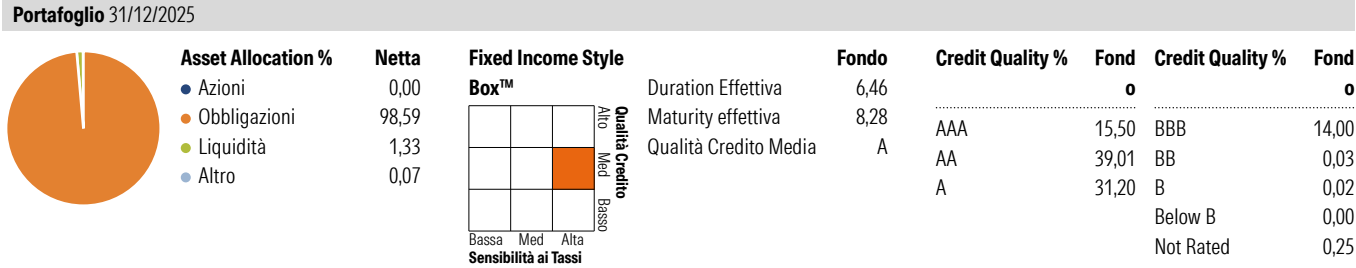 Portafoglio 31/12/2025
Asset Allocation % Netta
Azioni 0,00
Obbligazioni 98,59
Liquidità 1,33
Altro 0,07
Fixed Income Style
Box™
Alto Med Basso
Qualità Credito
Bassa Med Alta
Sensibilità ai Tassi
Fondo
Duration Effettiva 6,46
Maturity effettiva 8,28
Qualità Credito Media A
Credit Quality % Fond
o
AAA 15,50
AA 39,01
A 31,20
Credit Quality % Fond
o
BBB 14,00
BB 0,03
B 0,02
Below B 0,00
Not Rated 0,25